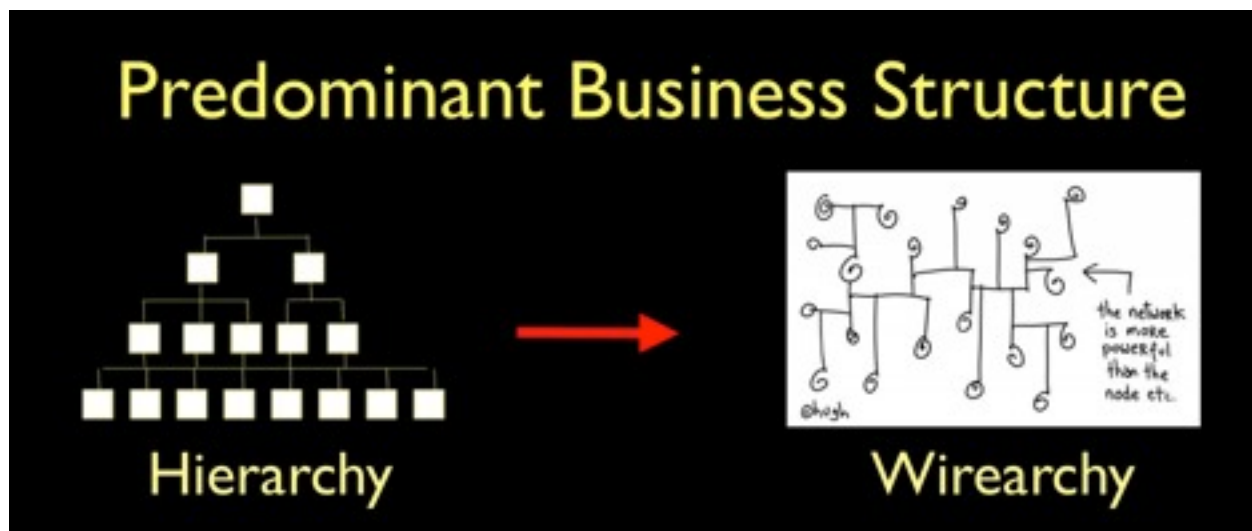 Predominant Business Structure
the network
is more
powerful
than the
node etc.
@hugh
Hierarchy
Wirearchy